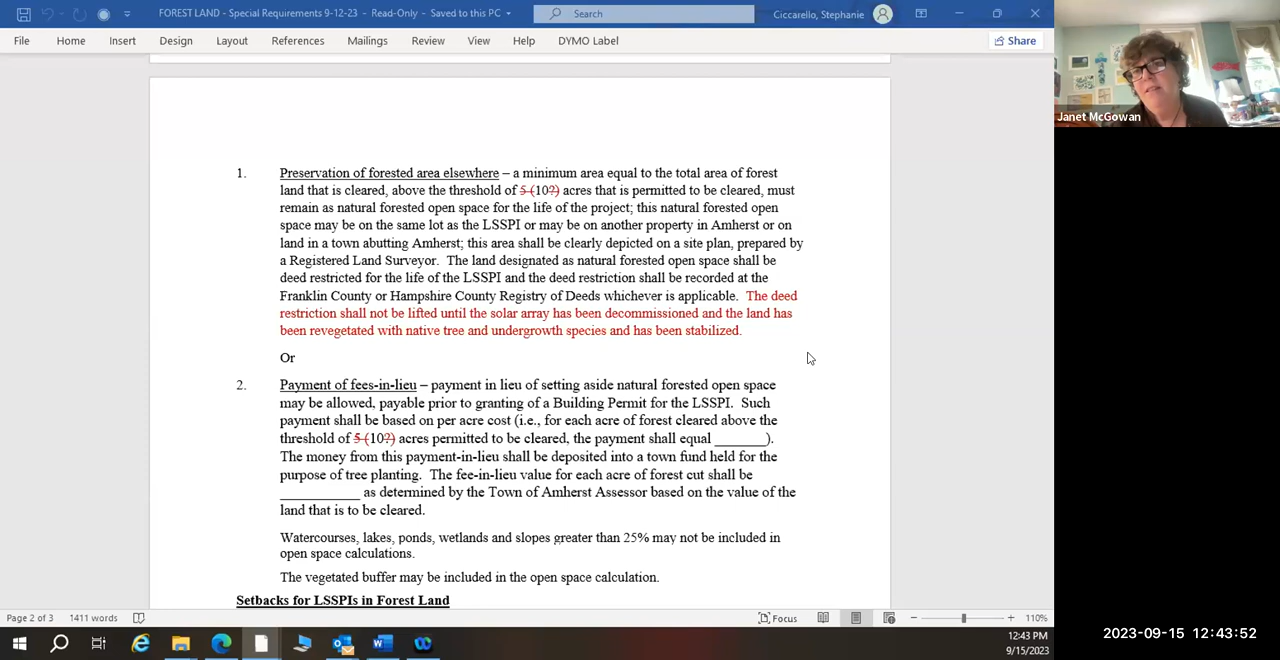 FOREST LAND - Special Requirements 9-12-23 - Read-Only - Saved to this PC
Search
Ciccarello, Stephanie
File Home Insert Design Layout References Mailings Review View Help DYMO Label
Share
1. Preservation of forested area elsewhere – a minimum area equal to the total area of forest
land that is cleared, above the threshold of 5 (10?) acres that is permitted to be cleared, must
remain as natural forested open space for the life of the project; this natural forested open
space may be on the same lot as the LSSPI or may be on another property in Amherst or on
land in a town abutting Amherst; this area shall be clearly depicted on a site plan, prepared by
a Registered Land Surveyor. The land designated as natural forested open space shall be
deed restricted for the life of the LSSPI and the deed restriction shall be recorded at the
Franklin County or Hampshire County Registry of Deeds whichever is applicable. The deed
restriction shall not be lifted until the solar array has been decommissioned and the land has
been revegetated with native tree and undergrowth species and has been stabilized.
Or
2. Payment of fees-in-lieu – payment in lieu of setting aside natural forested open space
may be allowed, payable prior to granting of a Building Permit for the LSSPI. Such
payment shall be based on per acre cost (i.e., for each acre of forest cleared above the
threshold of 5 (10?) acres permitted to be cleared, the payment shall equal _______).
The money from this payment-in-lieu shall be deposited into a town fund held for the
purpose of tree planting. The fee-in-lieu value for each acre of forest cut shall be
___________ as determined by the Town of Amherst Assessor based on the value of the
land that is to be cleared.
Watercourses, lakes, ponds, wetlands and slopes greater than 25% may not be included in
open space calculations.
The vegetated buffer may be included in the open space calculation.
Setbacks for LSSPIs in Forest Land
Page 2 of 3 1411 words
Focus
110%
12:43 PM
9/15/2023
Janet McGowan
2023-09-15 12:43:52